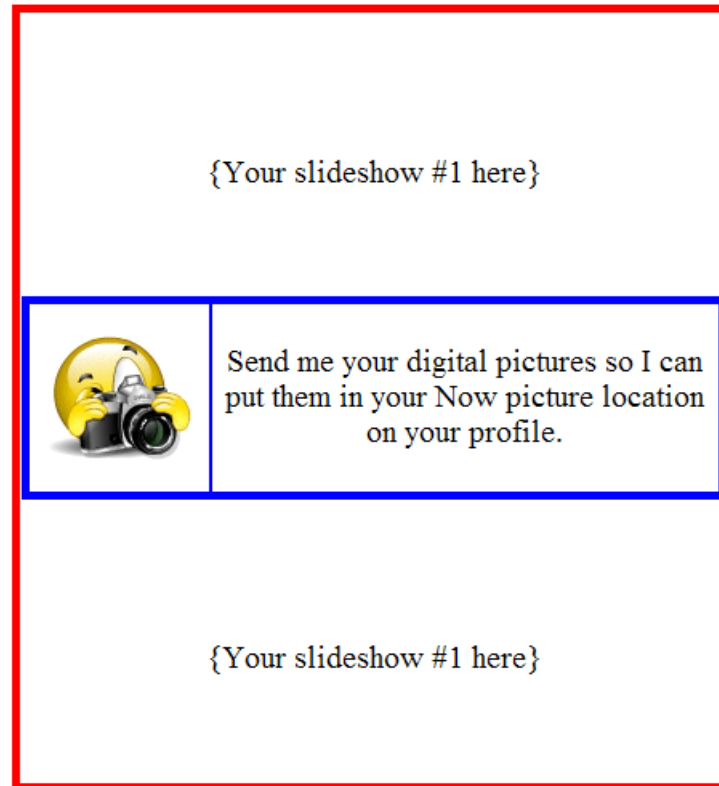 {Your slideshow #1 here}
Send me your digital pictures so I can
put them in your Now picture location
on your profile.
{Your slideshow #1 here}